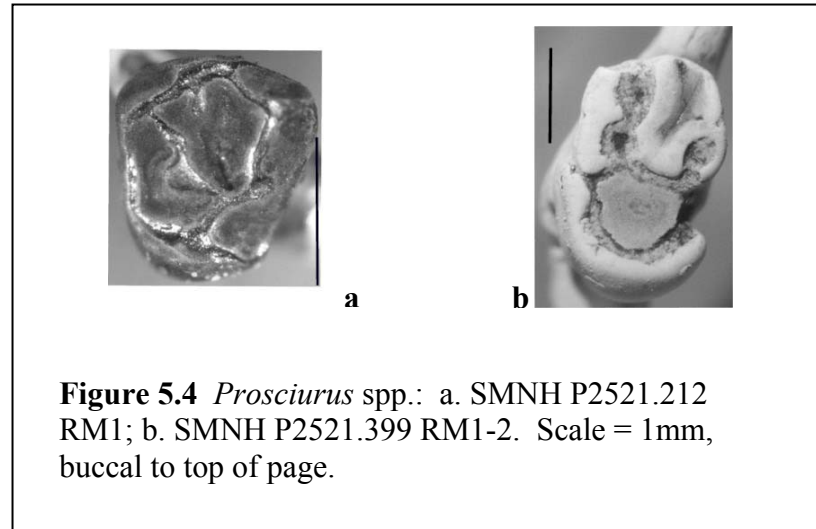 a
b
Figure 5.4 Prosciurus spp.: a. SMNH P2521.212
RM1; b. SMNH P2521.399 RM1-2. Scale = 1mm,
buccal to top of page.